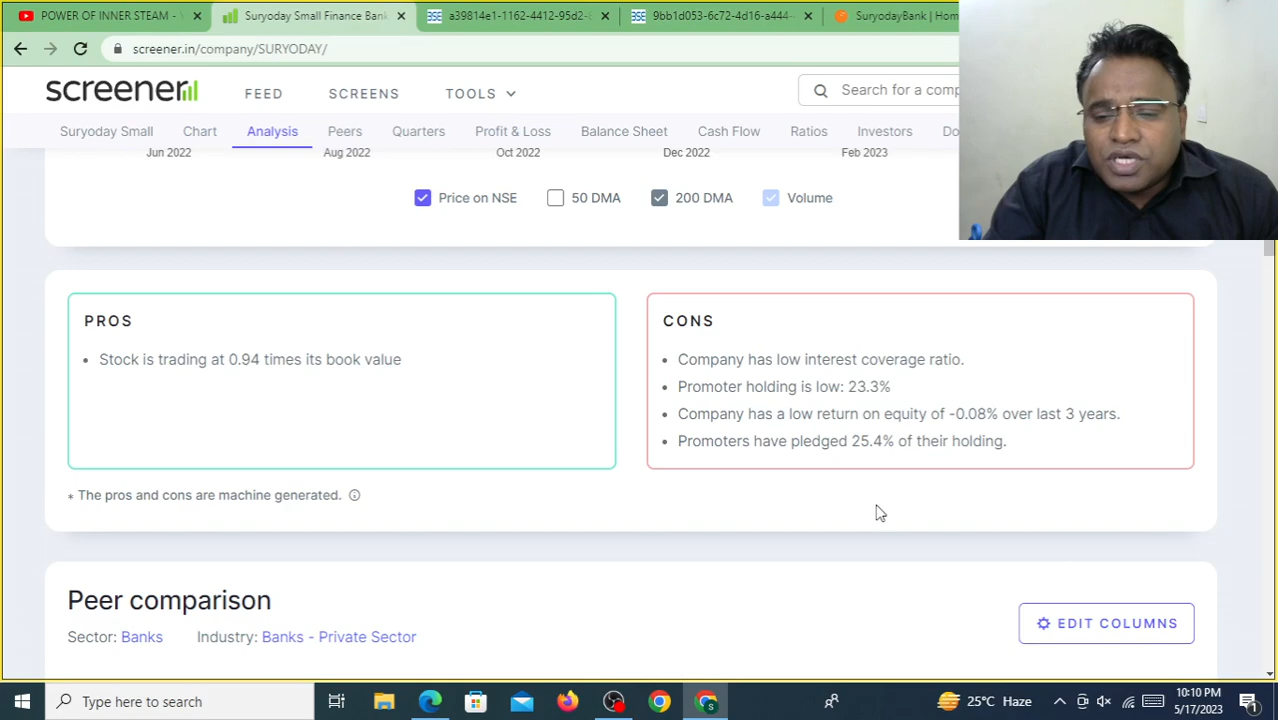 POWER OF INNER STEAM -
Suryoday Small Finance Bank
a39814e1-1162-4412-95d2-
9bb1d053-6c72-4d16-a444-
SuryodayBank | Hom
screener.in/company/SURYODAY/
screener
FEED
SCREENS
TOOLS
Search for a comp
Suryoday Small
Chart
Analysis
Peers
Quarters
Profit & Loss
Balance Sheet
Cash Flow
Ratios
Investors
Do
Jun 2022
Aug 2022
Oct 2022
Dec 2022
Feb 2023
Price on NSE
50 DMA
200 DMA
Volume
PROS
• Stock is trading at 0.94 times its book value
CONS
• Company has low interest coverage ratio.
• Promoter holding is low: 23.3%
• Company has a low return on equity of -0.08% over last 3 years.
• Promoters have pledged 25.4% of their holding.
* The pros and cons are machine generated.
Peer comparison
Sector: Banks
Industry: Banks - Private Sector
EDIT COLUMNS
Type here to search
25°C Haze
10:10 PM
5/17/2023